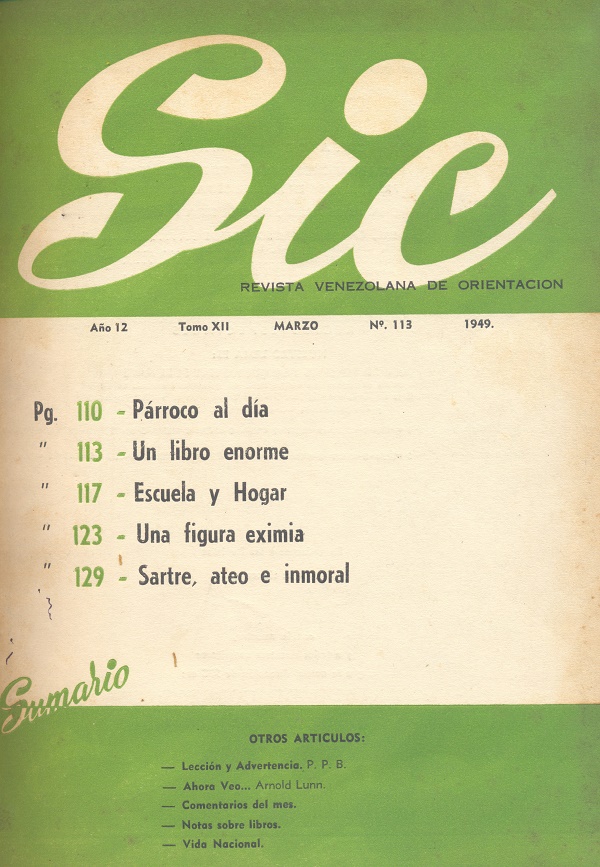 Sic
REVISTA VENEZOLANA DE ORIENTACION
Año 12 Tomo XII MARZO Nº. 113 1949.
Pg. 110 - Párroco al día
" 113 - Un libro enorme
" 117 - Escuela y Hogar
" 123 - Una figura eximia
" 129 - Sartre, ateo e inmoral
Sumario
OTROS ARTICULOS:
— Lección y Advertencia. P. P. B.
— Ahora Veo... Arnold Lunn.
— Comentarios del mes.
— Notas sobre libros.
— Vida Nacional.